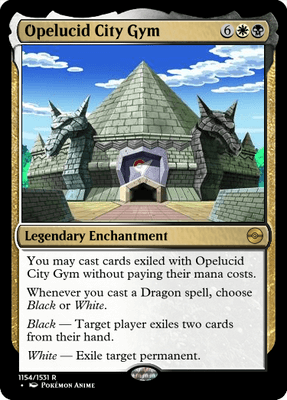 Opelucid City Gym 6
Legendary Enchantment
You may cast cards exiled with Opelucid
City Gym without paying their mana costs.
Whenever you cast a Dragon spell, choose
Black or White.
Black — Target player exiles two cards
from their hand.
White — Exile target permanent.
1154/1531 R
• Pokémon Anime